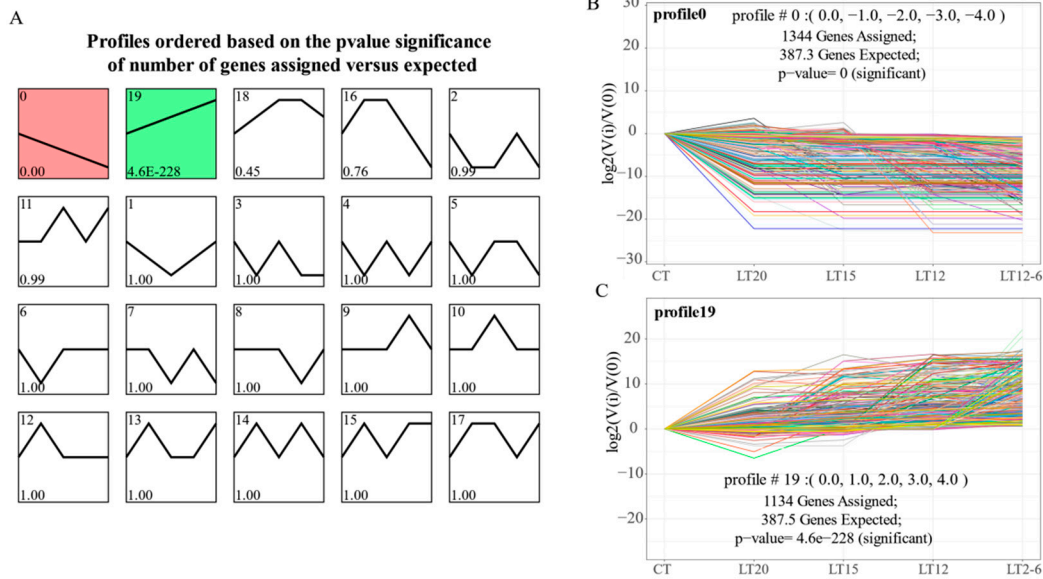 A
Profiles ordered based on the pvalue significance
of number of genes assigned versus expected
0
0.00
19
4.6E-228
18
0.45
16
0.76
2
0.99
11
0.99
1
1.00
3
1.00
4
1.00
5
1.00
6
1.00
7
1.00
8
1.00
9
1.00
10
1.00
12
1.00
13
1.00
14
1.00
15
1.00
17
1.00
B
profile0
profile # 0 :( 0.0, −1.0, −2.0, −3.0, −4.0 )
1344 Genes Assigned;
387.3 Genes Expected;
p−value= 0 (significant)
log2(V(i)/V(0))
30
20
10
0
−10
−20
−30
CT LT20 LT15 LT12 LT12-6
C
profile19
log2(V(i)/V(0))
20
10
0
−10
−20
profile # 19 :( 0.0, 1.0, 2.0, 3.0, 4.0 )
1134 Genes Assigned;
387.5 Genes Expected;
p−value= 4.6e−228 (significant)
CT LT20 LT15 LT12 LT2-6